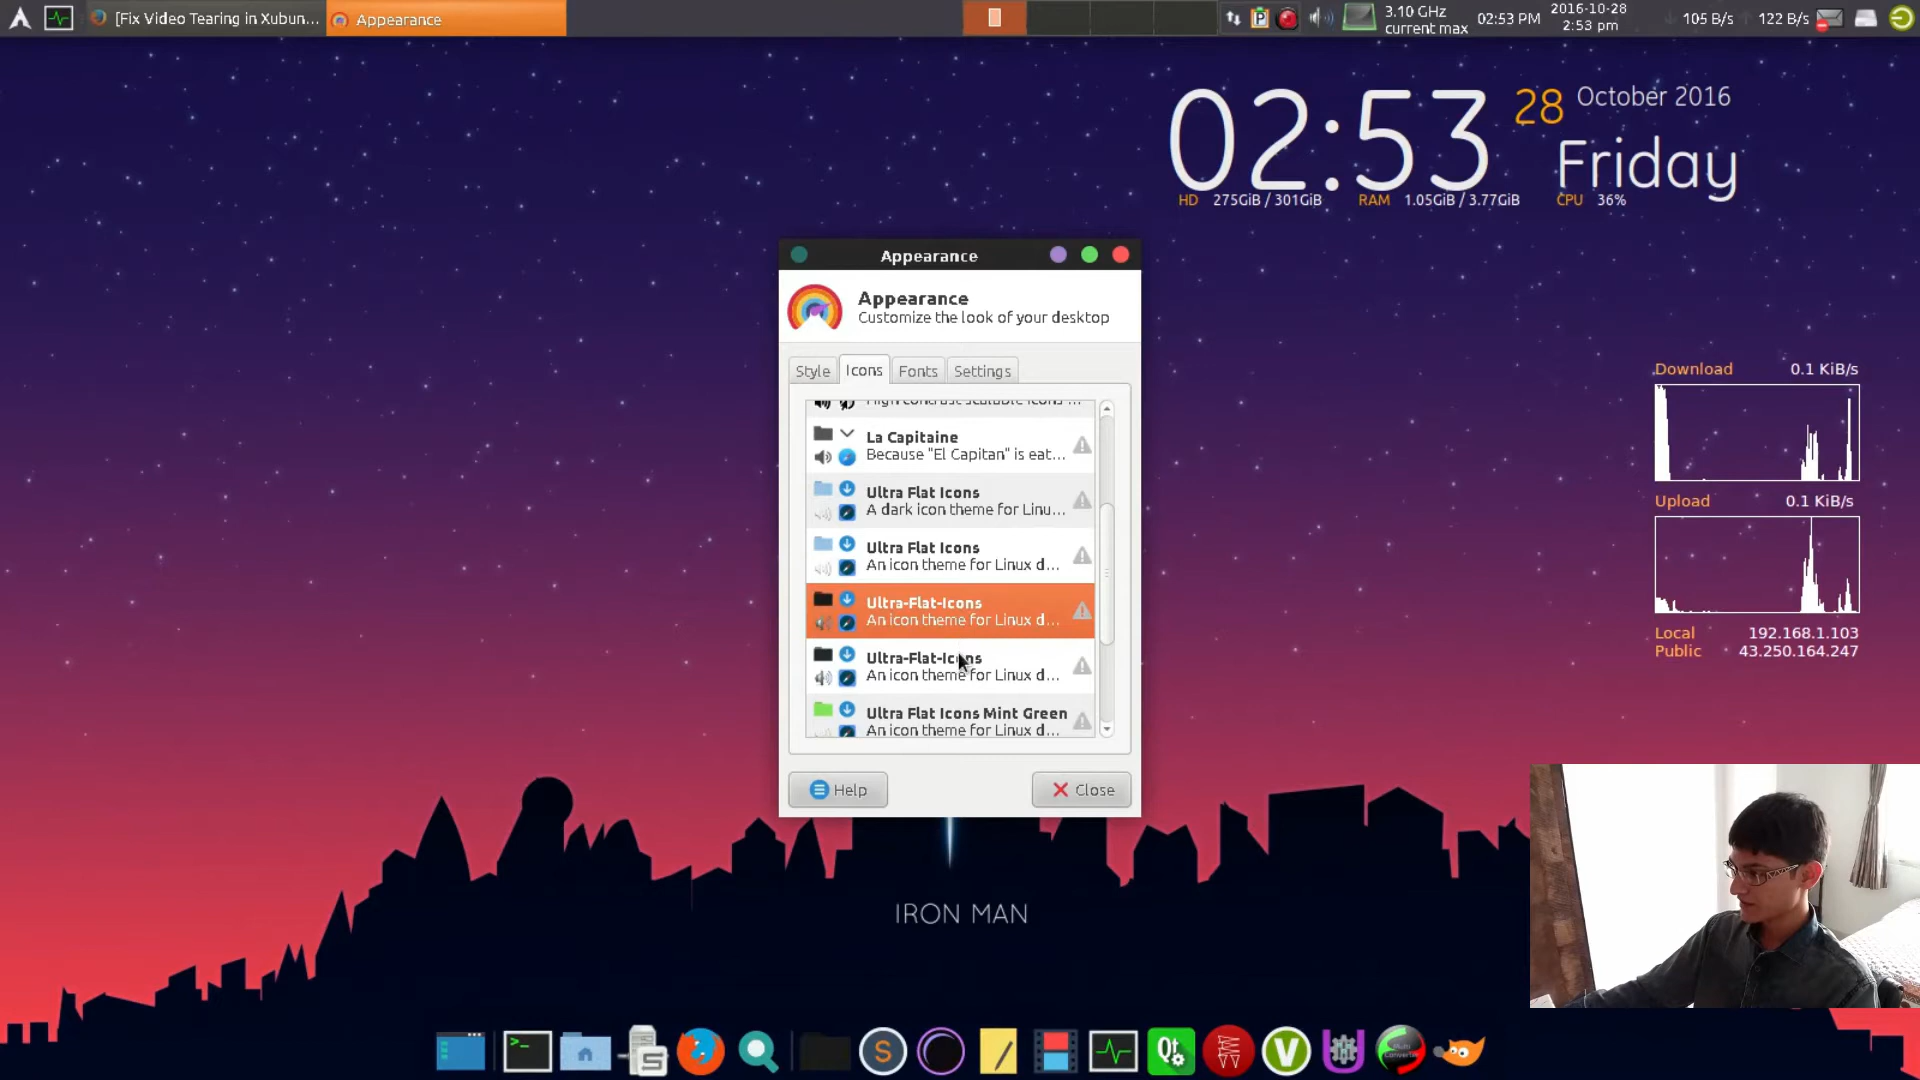 [Fix Video Tearing in Xubun...
Appearance
3.10 GHz
current max
02:53 PM
2016-10-28
2:53 pm
105 B/s
122 B/s
02:53
28
October 2016
Friday
HD 275GiB / 301GiB
RAM 1.05GiB / 3.77GiB
CPU 36%
Appearance
Appearance
Customize the look of your desktop
Style
Icons
Fonts
Settings
High contrast scalable icons ...
La Capitaine
Because "El Capitan" is eat...
Ultra Flat Icons
A dark icon theme for Linu...
Ultra Flat Icons
An icon theme for Linux d...
Ultra-Flat-Icons
An icon theme for Linux d...
Ultra-Flat-Icons
An icon theme for Linux d...
Ultra Flat Icons Mint Green
An icon theme for Linux d...
Help
Close
Download 0.1 KiB/s
Upload 0.1 KiB/s
Local 192.168.1.103
Public 43.250.164.247
IRON MAN